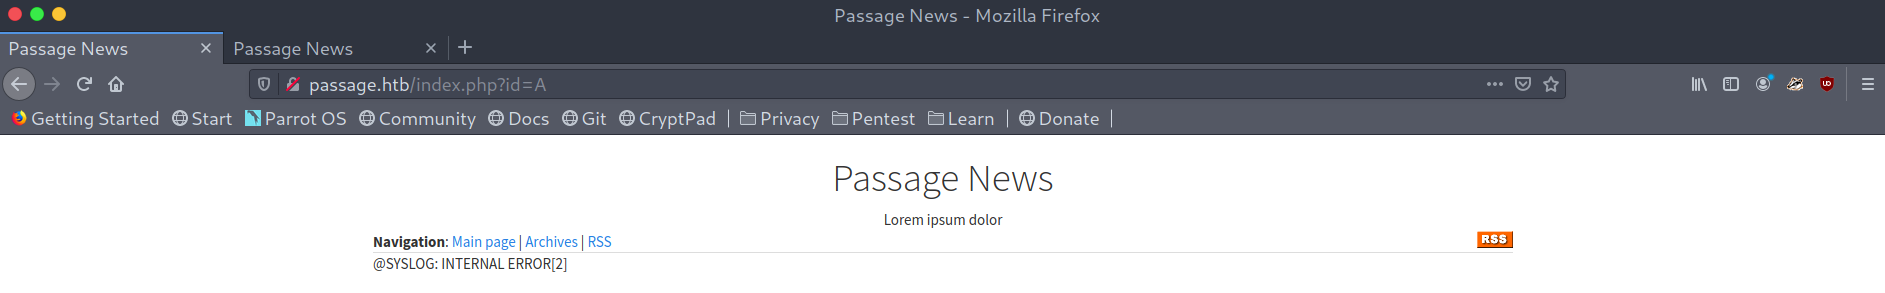 Passage News - Mozilla Firefox
Passage News × Passage News × +
passage.htb/index.php?id=A
Getting Started Start Parrot OS Community Docs Git CryptPad | Privacy Pentest Learn | Donate |
Passage News
Lorem ipsum dolor
Navigation: Main page | Archives | RSS RSS
@SYSLOG: INTERNAL ERROR[2]